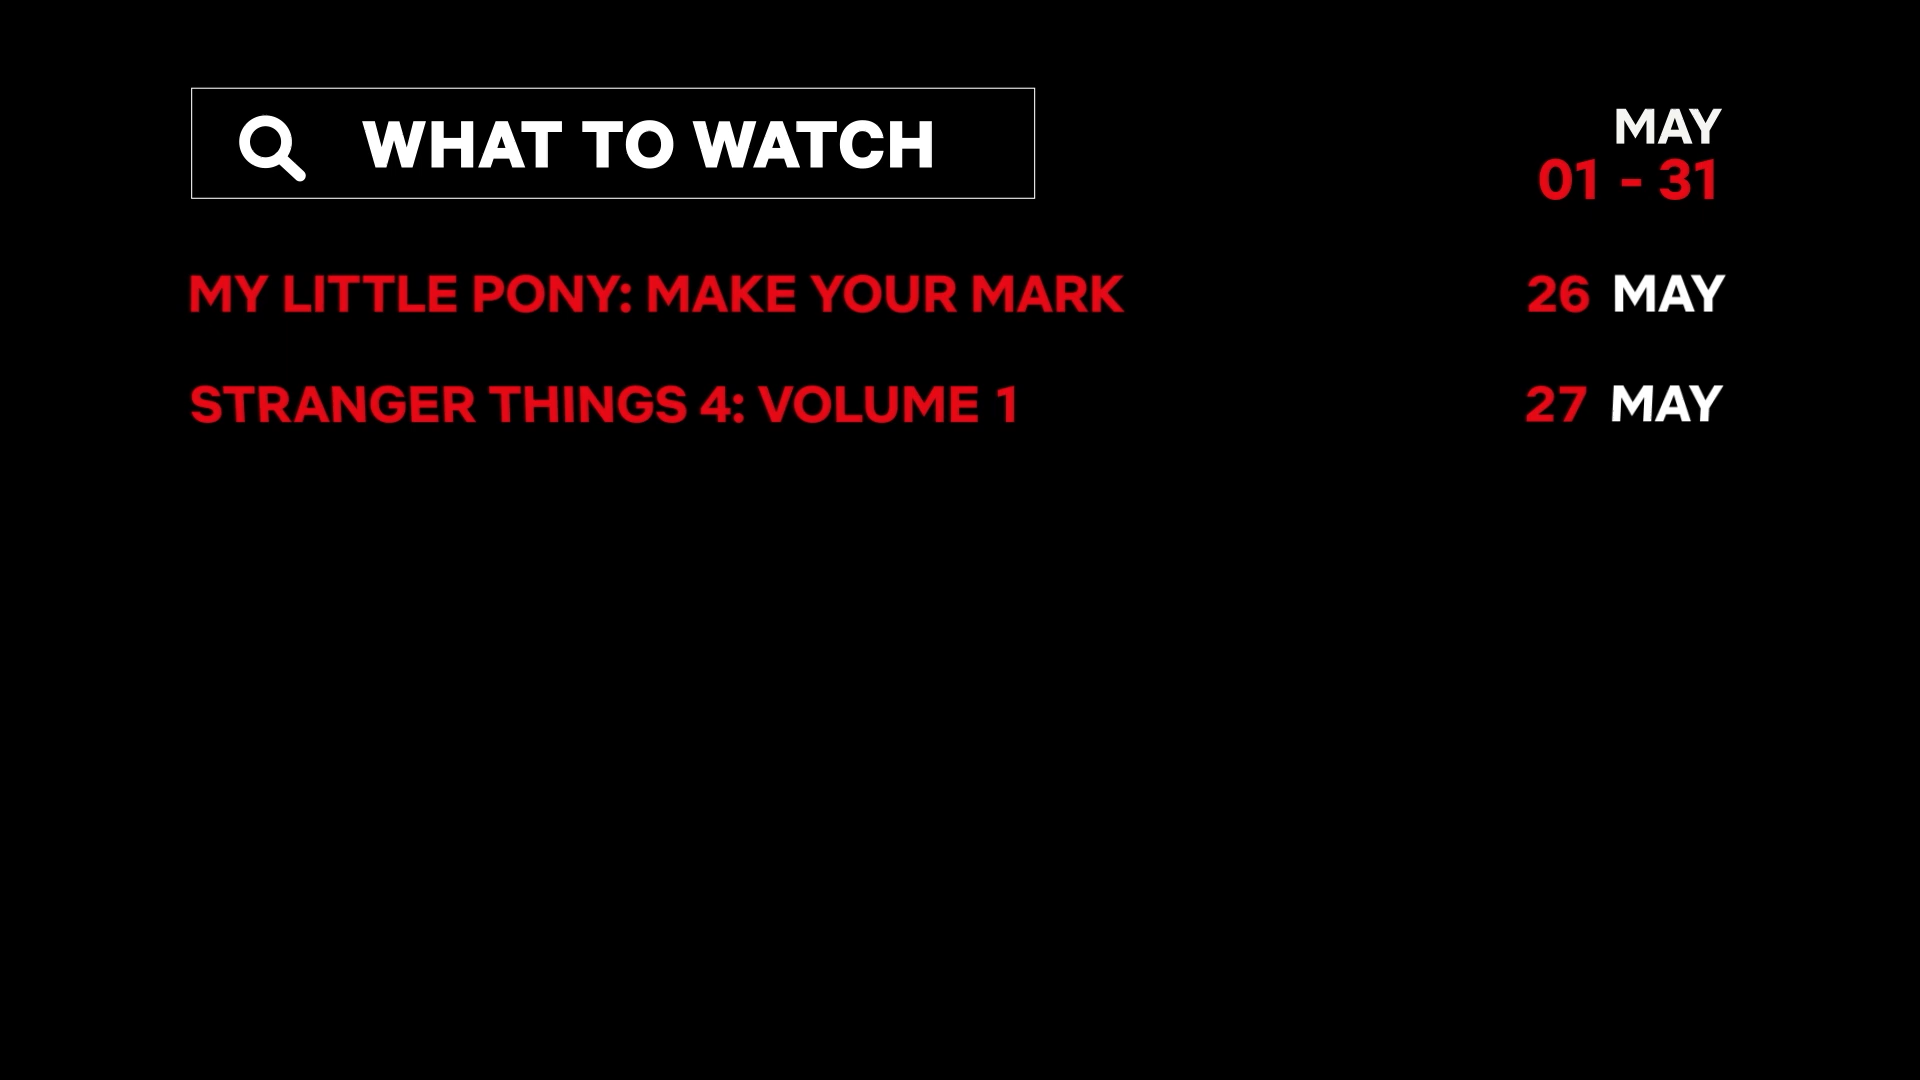 WHAT TO WATCH
MAY
01 - 31
MY LITTLE PONY: MAKE YOUR MARK 26 MAY
STRANGER THINGS 4: VOLUME 1 27 MAY